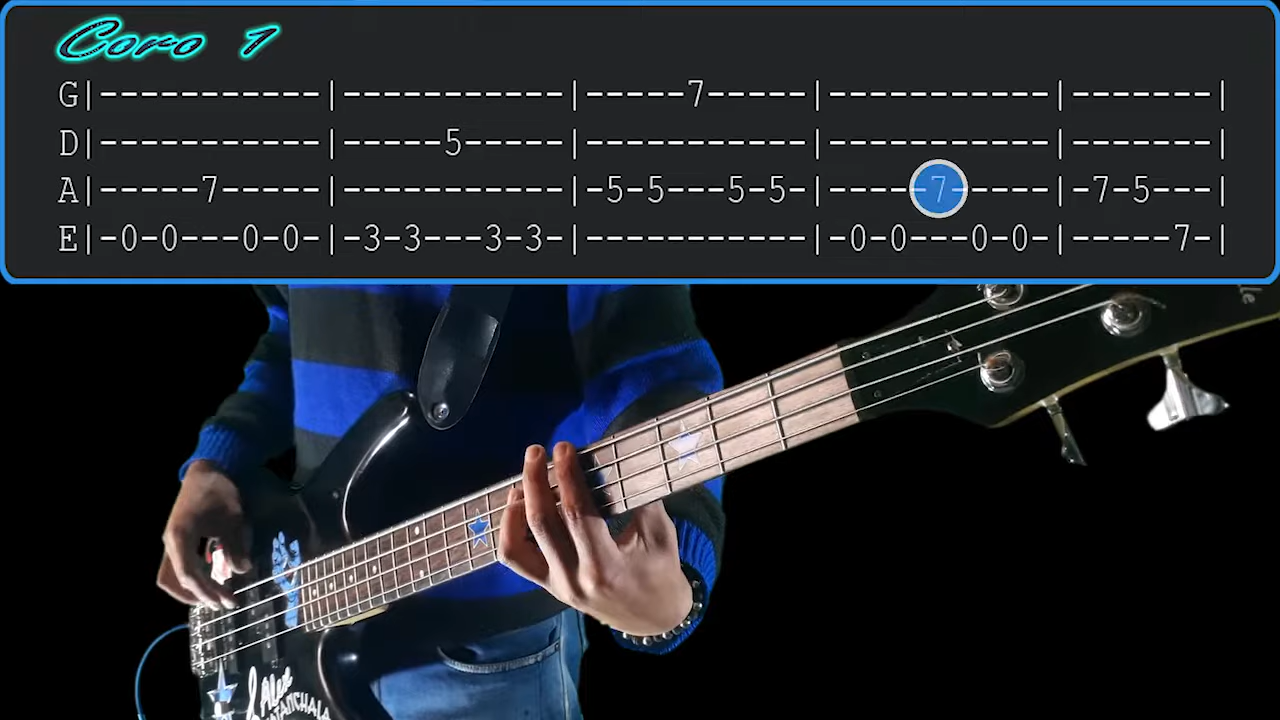 Coro 1
G|-----------|-----------|-----7-----|-----------|-------|
D|-----------|-----5-----|-----------|-----------|-------|
A|-----7-----|-----------|-5-5---5-5-|-----7-----|-7-5---|
E|-0-0---0-0-|-3-3---3-3-|-----------|-0-0---0-0-|-----7-|
Alex